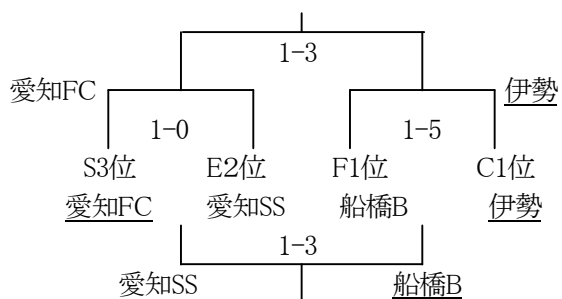 1-3
愛知FC 伊勢
1-0 1-5
S3位 E2位 F1位 C1位
愛知FC 愛知SS 船橋B 伊勢
1-3
愛知SS 船橋B